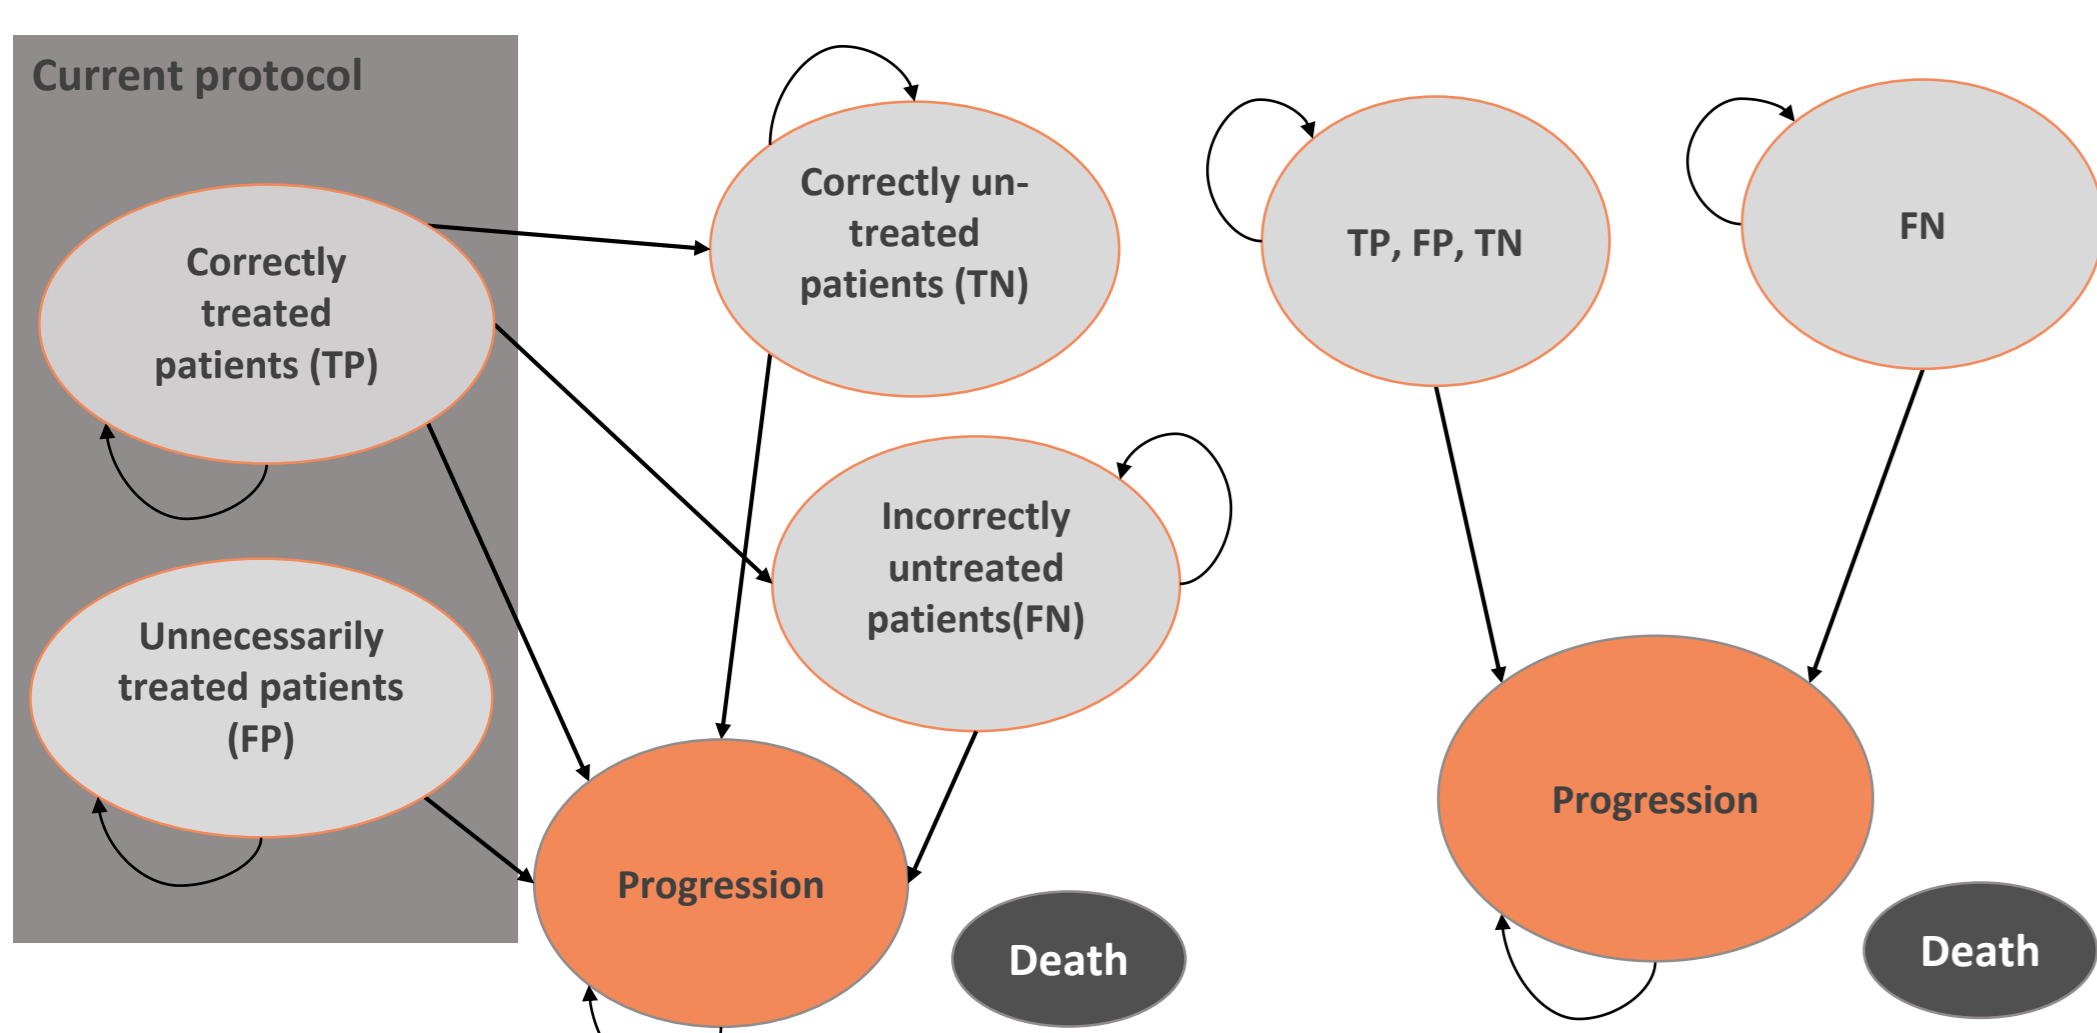 Current protocol
Correctly
treated
patients (TP)
Unnecessarily
treated patients
(FP)
Correctly un-
treated
patients (TN)
Incorrectly
untreated
patients(FN)
Progression
Death
TP, FP, TN
FN
Progression
Death